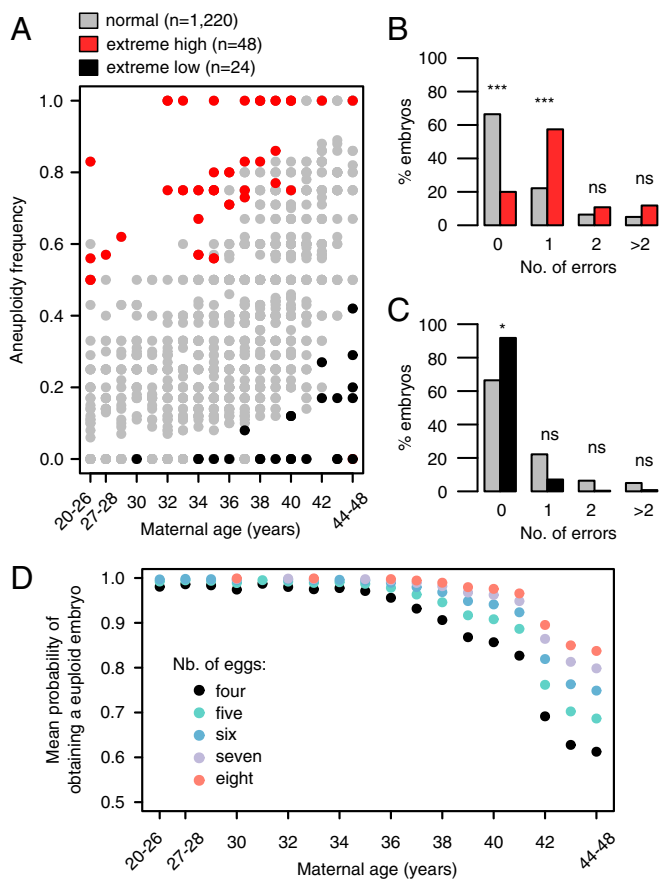 A
normal (n=1,220)
extreme high (n=48)
extreme low (n=24)
Aneuploidy frequency
1.0
0.8
0.6
0.4
0.2
0.0
20-26
27-28
30
32
34
36
38
40
42
44-48
Maternal age (years)
B
% embryos
100
80
60
40
20
0
***
***
ns
ns
0
1
2
>2
No. of errors
C
% embryos
100
80
60
40
20
0
*
ns
ns
ns
0
1
2
>2
No. of errors
D
Mean probability of
obtaining a euploid embryo
1.0
0.9
0.8
0.7
0.6
0.5
Nb. of eggs:
four
five
six
seven
eight
20-26
27-28
30
32
34
36
38
40
42
44-48
Maternal age (years)